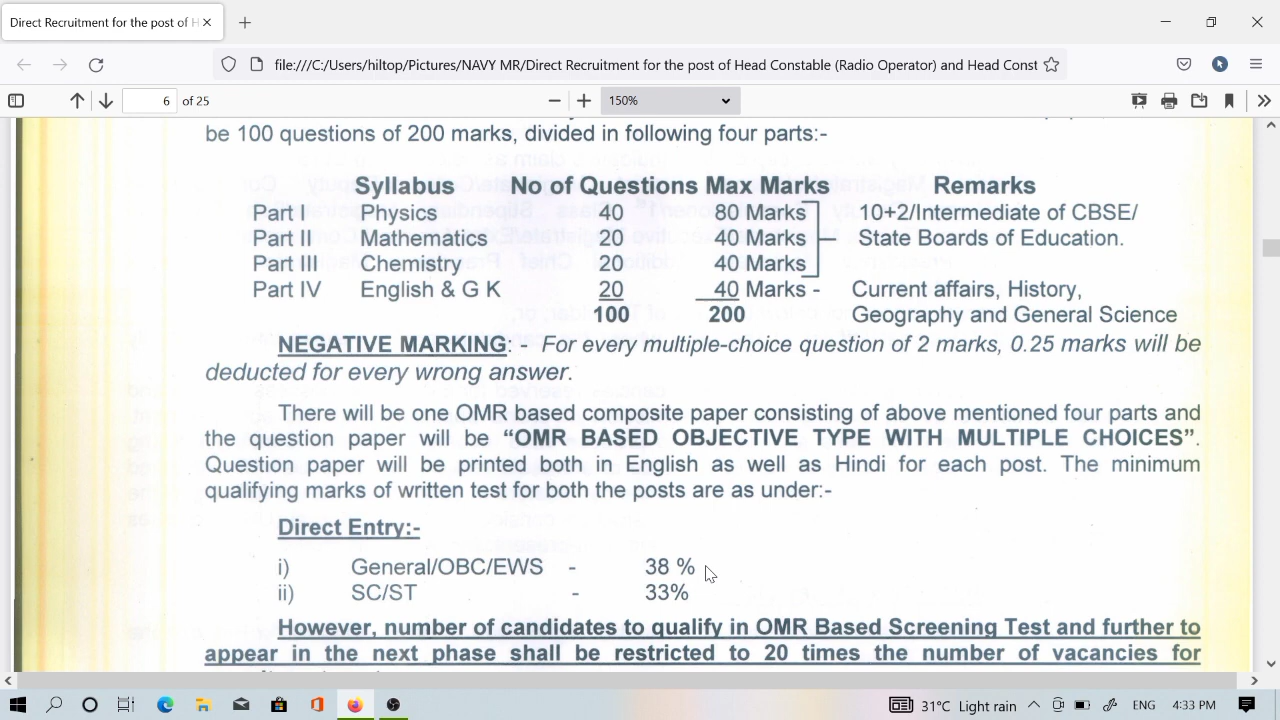 Direct Recruitment for the post of H
file:///C:/Users/hiltop/Pictures/NAVY MR/Direct Recruitment for the post of Head Constable (Radio Operator) and Head Const
6 of 25
150%
be 100 questions of 200 marks, divided in following four parts:-
Syllabus No of Questions Max Marks Remarks
Part I Physics 40 80 Marks 10+2/Intermediate of CBSE/
Part II Mathematics 20 40 Marks State Boards of Education.
Part III Chemistry 20 40 Marks
Part IV English & G K 20 40 Marks - Current affairs, History,
100 200 Geography and General Science
NEGATIVE MARKING: - For every multiple-choice question of 2 marks, 0.25 marks will be
deducted for every wrong answer.
There will be one OMR based composite paper consisting of above mentioned four parts and
the question paper will be “OMR BASED OBJECTIVE TYPE WITH MULTIPLE CHOICES”.
Question paper will be printed both in English as well as Hindi for each post. The minimum
qualifying marks of written test for both the posts are as under:-
Direct Entry:-
i) General/OBC/EWS - 38 %
ii) SC/ST - 33%
However, number of candidates to qualify in OMR Based Screening Test and further to
appear in the next phase shall be restricted to 20 times the number of vacancies for
31°C Light rain ENG 4:33 PM